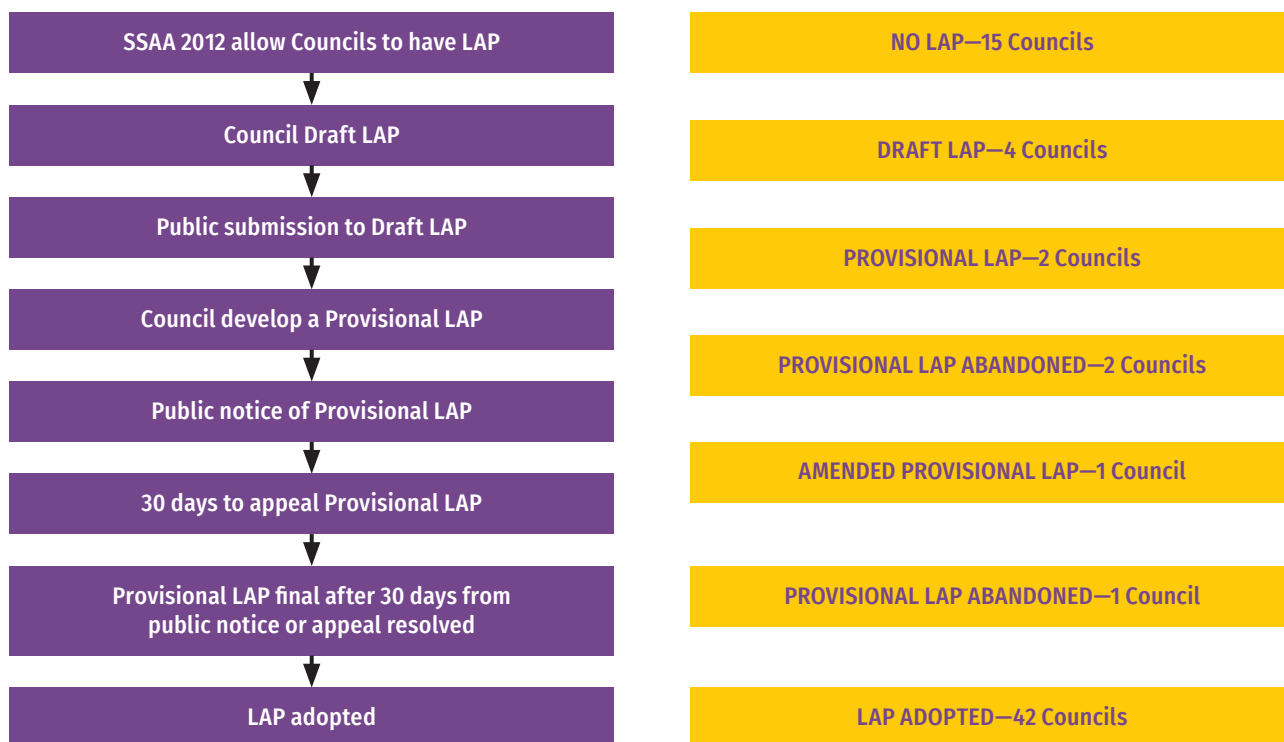 SSAA 2012 allow Councils to have LAP
Council Draft LAP
Public submission to Draft LAP
Council develop a Provisional LAP
Public notice of Provisional LAP
30 days to appeal Provisional LAP
Provisional LAP final after 30 days from
public notice or appeal resolved
LAP adopted
NO LAP—15 Councils
DRAFT LAP—4 Councils
PROVISIONAL LAP—2 Councils
PROVISIONAL LAP ABANDONED—2 Councils
AMENDED PROVISIONAL LAP—1 Council
PROVISIONAL LAP ABANDONED—1 Council
LAP ADOPTED—42 Councils